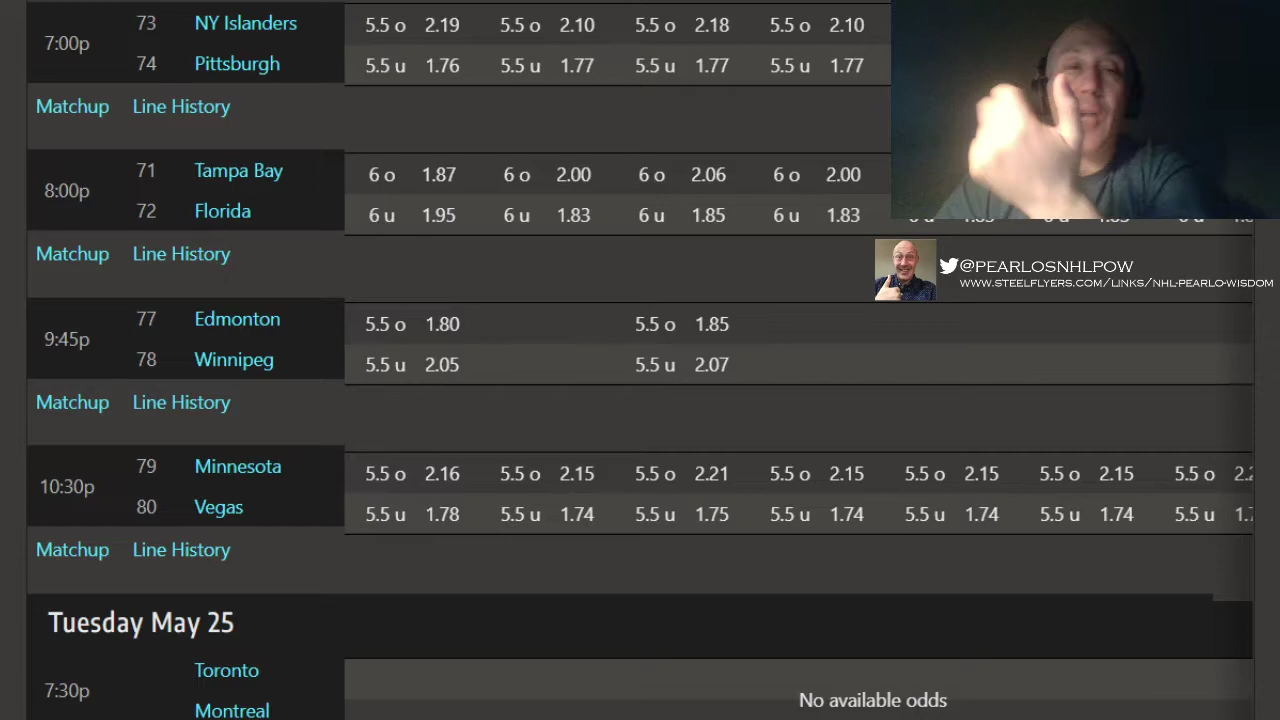 73 NY Islanders 5.5 o 2.19 5.5 o 2.10 5.5 o 2.18 5.5 o 2.10
7:00p
74 Pittsburgh 5.5 u 1.76 5.5 u 1.77 5.5 u 1.77 5.5 u 1.77
Matchup Line History
71 Tampa Bay 6 o 1.87 6 o 2.00 6 o 2.06 6 o 2.00
8:00p
72 Florida 6 u 1.95 6 u 1.83 6 u 1.85 6 u 1.83
Matchup Line History
@PEARLOSNHLPOW
WWW.STEELFLYERS.COM/LINKS/NHL-PEARLO-WISDOM
77 Edmonton 5.5 o 1.80 5.5 o 1.85
9:45p
78 Winnipeg 5.5 u 2.05 5.5 u 2.07
Matchup Line History
79 Minnesota 5.5 o 2.16 5.5 o 2.15 5.5 o 2.21 5.5 o 2.15 5.5 o 2.15 5.5 o 2.15 5.5 o
10:30p
80 Vegas 5.5 u 1.78 5.5 u 1.74 5.5 u 1.75 5.5 u 1.74 5.5 u 1.74 5.5 u 1.74 5.5 u
Matchup Line History
Tuesday May 25
Toronto
7:30p
No available odds
Montreal